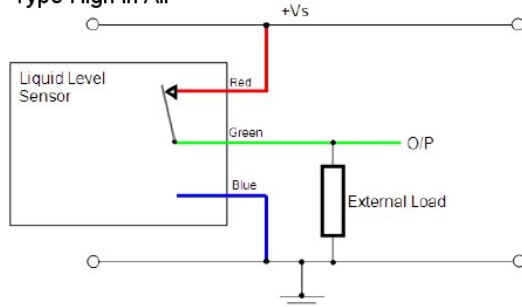 Type High in Air
+Vs
Liquid Level
Sensor
Red
Green
O/P
Blue
External Load